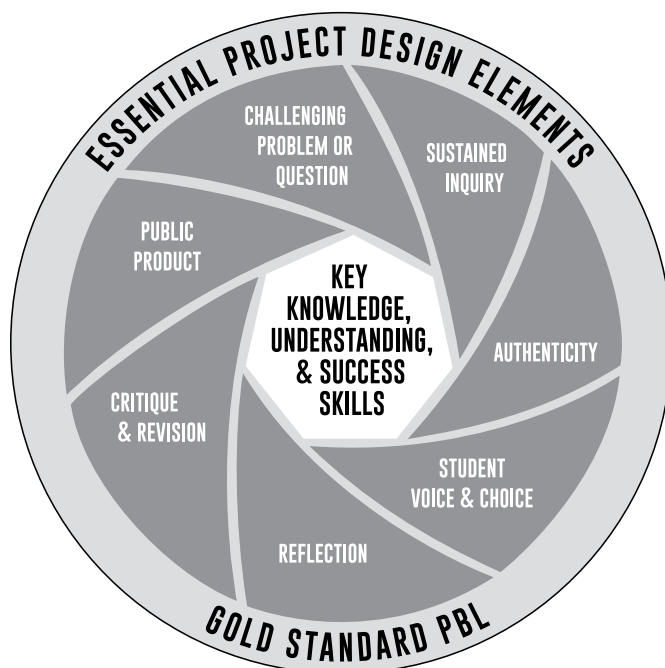 ESSENTIAL PROJECT DESIGN ELEMENTS
CHALLENGING
PROBLEM OR
QUESTION
SUSTAINED
INQUIRY
AUTHENTICITY
STUDENT
VOICE & CHOICE
REFLECTION
CRITIQUE
& REVISION
PUBLIC
PRODUCT
KEY
KNOWLEDGE,
UNDERSTANDING,
& SUCCESS
SKILLS
GOLD STANDARD PBL